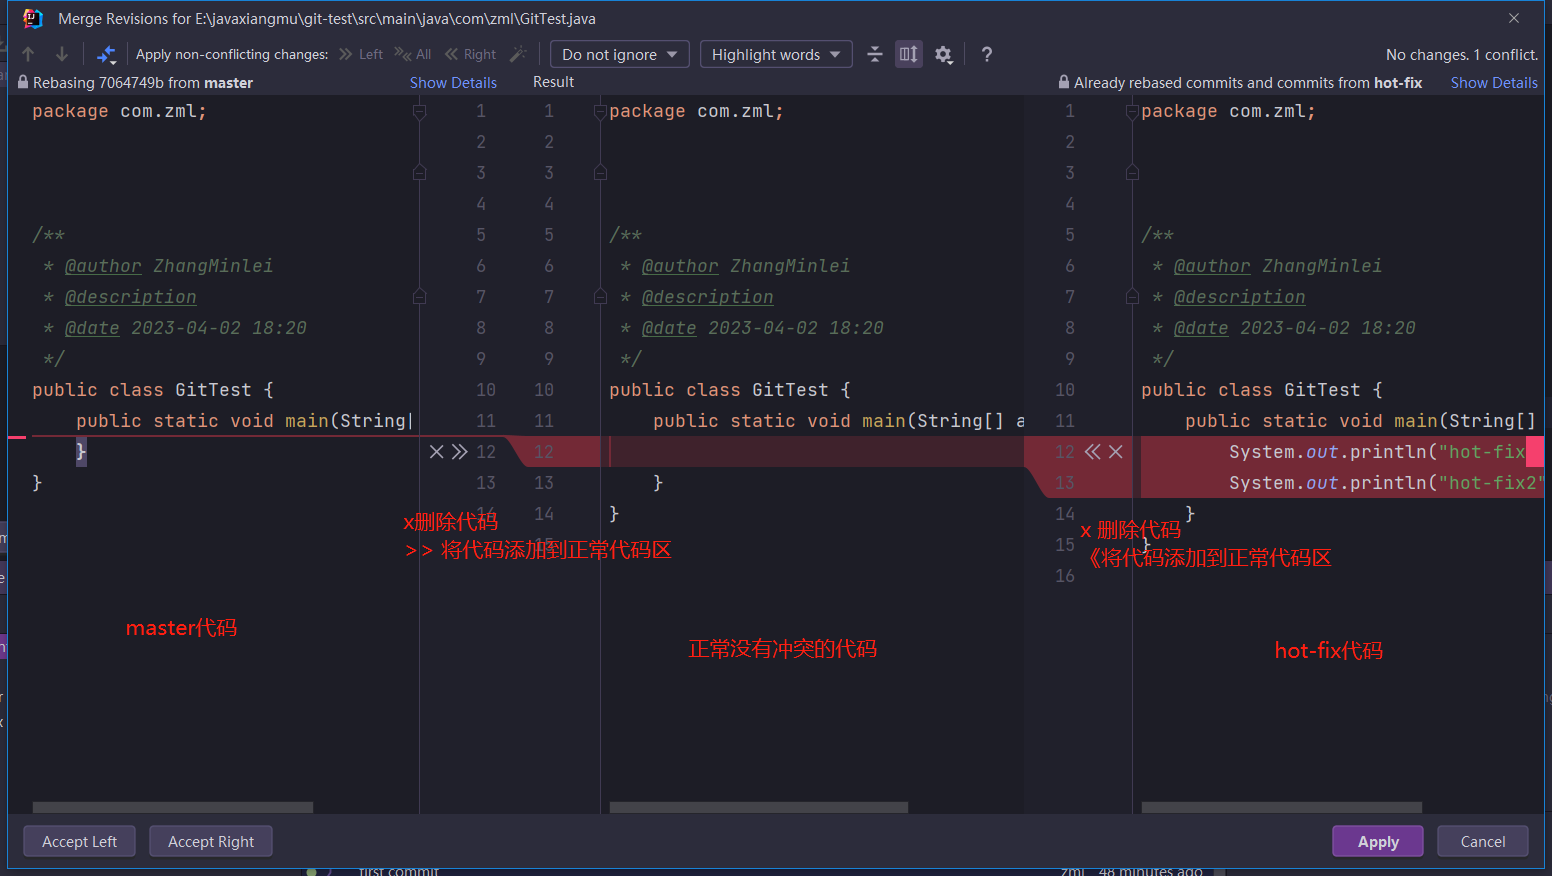 Merge Revisions for E:\javaxiangmu\git-test\src\main\java\com\zml\GitTest.java
Apply non-conflicting changes: Left All Right Do not ignore Highlight words ? No changes. 1 conflict.
Rebasing 7064749b from master Show Details Result Already rebased commits and commits from hot-fix Show Details
package com.zml; 1 1 package com.zml; 1 package com.zml;
2 2 2
3 3 3
4 4 4
/** 5 5 /** 5 /**
* @author ZhangMinlei 6 6 * @author ZhangMinlei 6 * @author ZhangMinlei
* @description 7 7 * @description 7 * @description
* @date 2023-04-02 18:20 8 8 * @date 2023-04-02 18:20 8 * @date 2023-04-02 18:20
*/ 9 9 */ 9 */
public class GitTest { 10 10 public class GitTest { 10 public class GitTest {
public static void main(String[ 11 11 public static void main(String[] a 11 public static void main(String[]
} 12 12 12 System.out.println("hot-fix
} 13 13 } 13 System.out.println("hot-fix2"
14 14 } 14 }
x删除代码 x 删除代码
15 15 }
>> 将代码添加到正常代码区 《将代码添加到正常代码区
16
master代码 正常没有冲突的代码 hot-fix代码
Accept Left Accept Right Apply Cancel
first commit zml 48 minutes ago